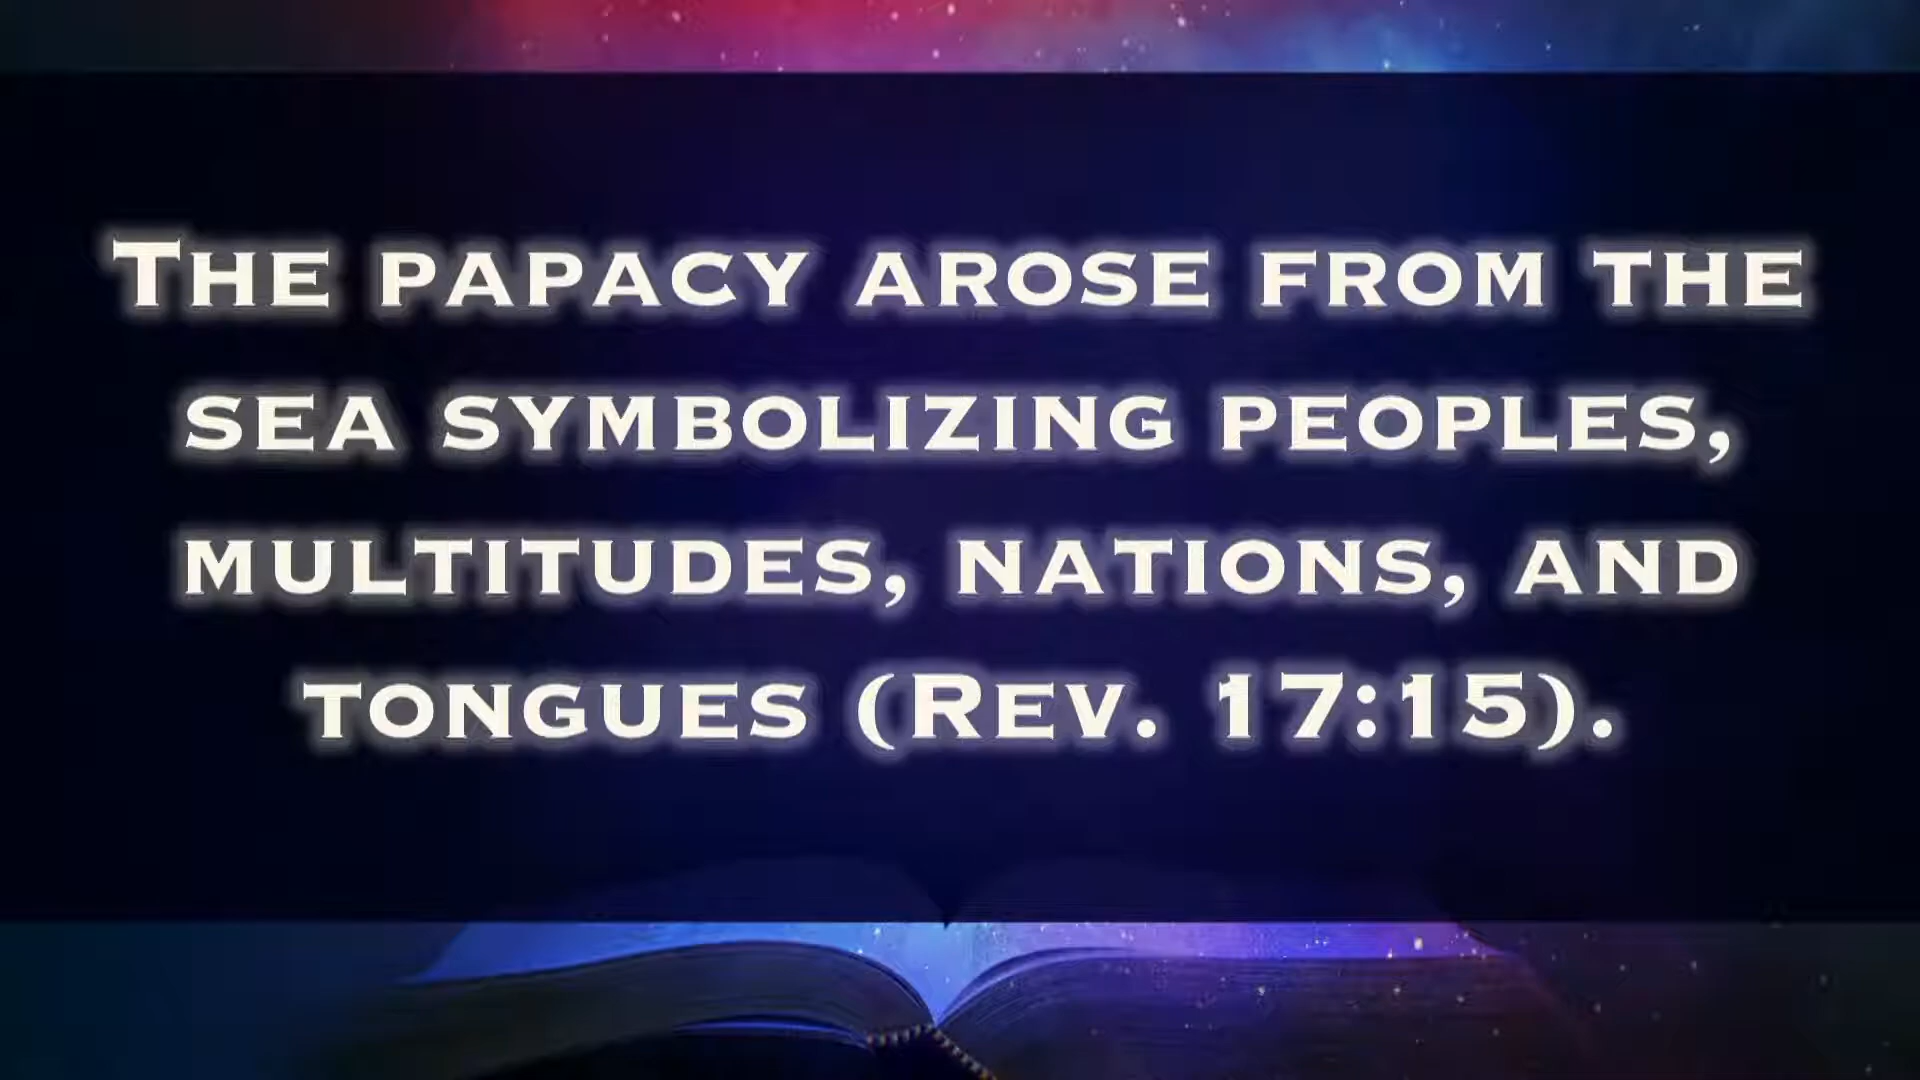 The papacy arose from the
sea symbolizing peoples,
multitudes, nations, and
tongues (Rev. 17:15).